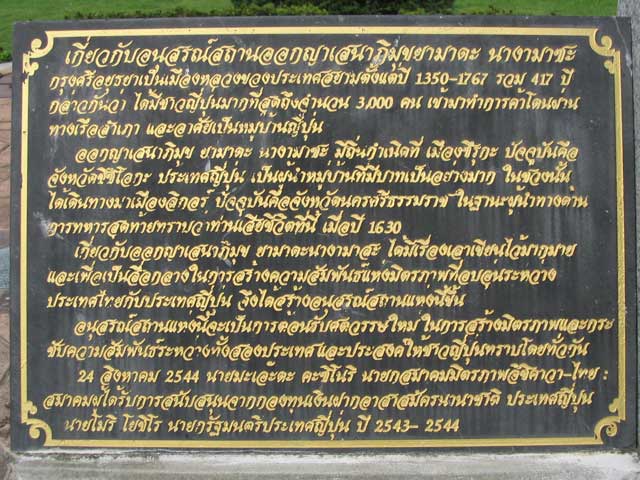 เกี่ยวกับอนุสรณ์สถานออกญาเสนาภิมุขยามาดะ นางามาซะ
กรุงศรีอยุธยาเป็นเมืองหลวงของประเทศสยามตั้งแต่ปี 1350-1767 รวม 417 ปี
กล่าวกันว่า ได้มีชาวญี่ปุ่นมากที่สุดถึงจำนวน 3,000 คน เข้ามาทำการค้าโดยผ่าน
ทางเรือสำเภา และอาศัยเป็นหมู่บ้านญี่ปุ่น
ออกญาเสนาภิมุข ยามาดะ นางามาซะ มีถิ่นกำเนิดที่ เมืองซึรุกะ ปัจจุบันคือ
จังหวัดชิซึโอกะ ประเทศญี่ปุ่น เป็นผู้นำหมู่บ้านที่มีบทบาทเป็นอย่างมาก ในช่วงนั้น
ได้เดินทางมาเมืองลิกอร์ ปัจจุบันคือจังหวัดนครศรีธรรมราช ในฐานะผู้นำทางด้าน
การทหารสุดท้ายทราบว่าท่านเสียชีวิตที่นี้ เมื่อปี 1630
เกี่ยวกับออกญาเสนาภิมุข ยามาดะนางามาสะ ได้มีเรื่องเล่าเขียนไว้มากมาย
และเพื่อเป็นสื่อกลางในการสร้างความสัมพันธ์แห่งมิตรภาพที่อบอุ่นระหว่าง
ประเทศไทยกับประเทศญี่ปุ่น จึงได้สร้างอนุสรณ์สถานแห่งนี้ขึ้น
อนุสรณ์สถานแห่งนี้จะเป็นการต้อนรับศตวรรษใหม่ ในการสร้างมิตรภาพและกระ
ชับความสัมพันธ์ระหว่างทั้งสองประเทศ และประสงค์ให้ชาวญี่ปุ่นทราบโดยทั่วกัน
24 สิงหาคม 2544 นายมะเอ้ะดะ คะซึโนริ นายกสมาคมมิตรภาพอิชิคาวา-ไทย :
สมาคมผู้ได้รับการสนับสนุนจากกองทุนเงินฝากอาสาสมัครนานาชาติ ประเทศญี่ปุ่น
นายโมริ โยชิโร นายกรัฐมนตรีประเทศญี่ปุ่น ปี 2543- 2544